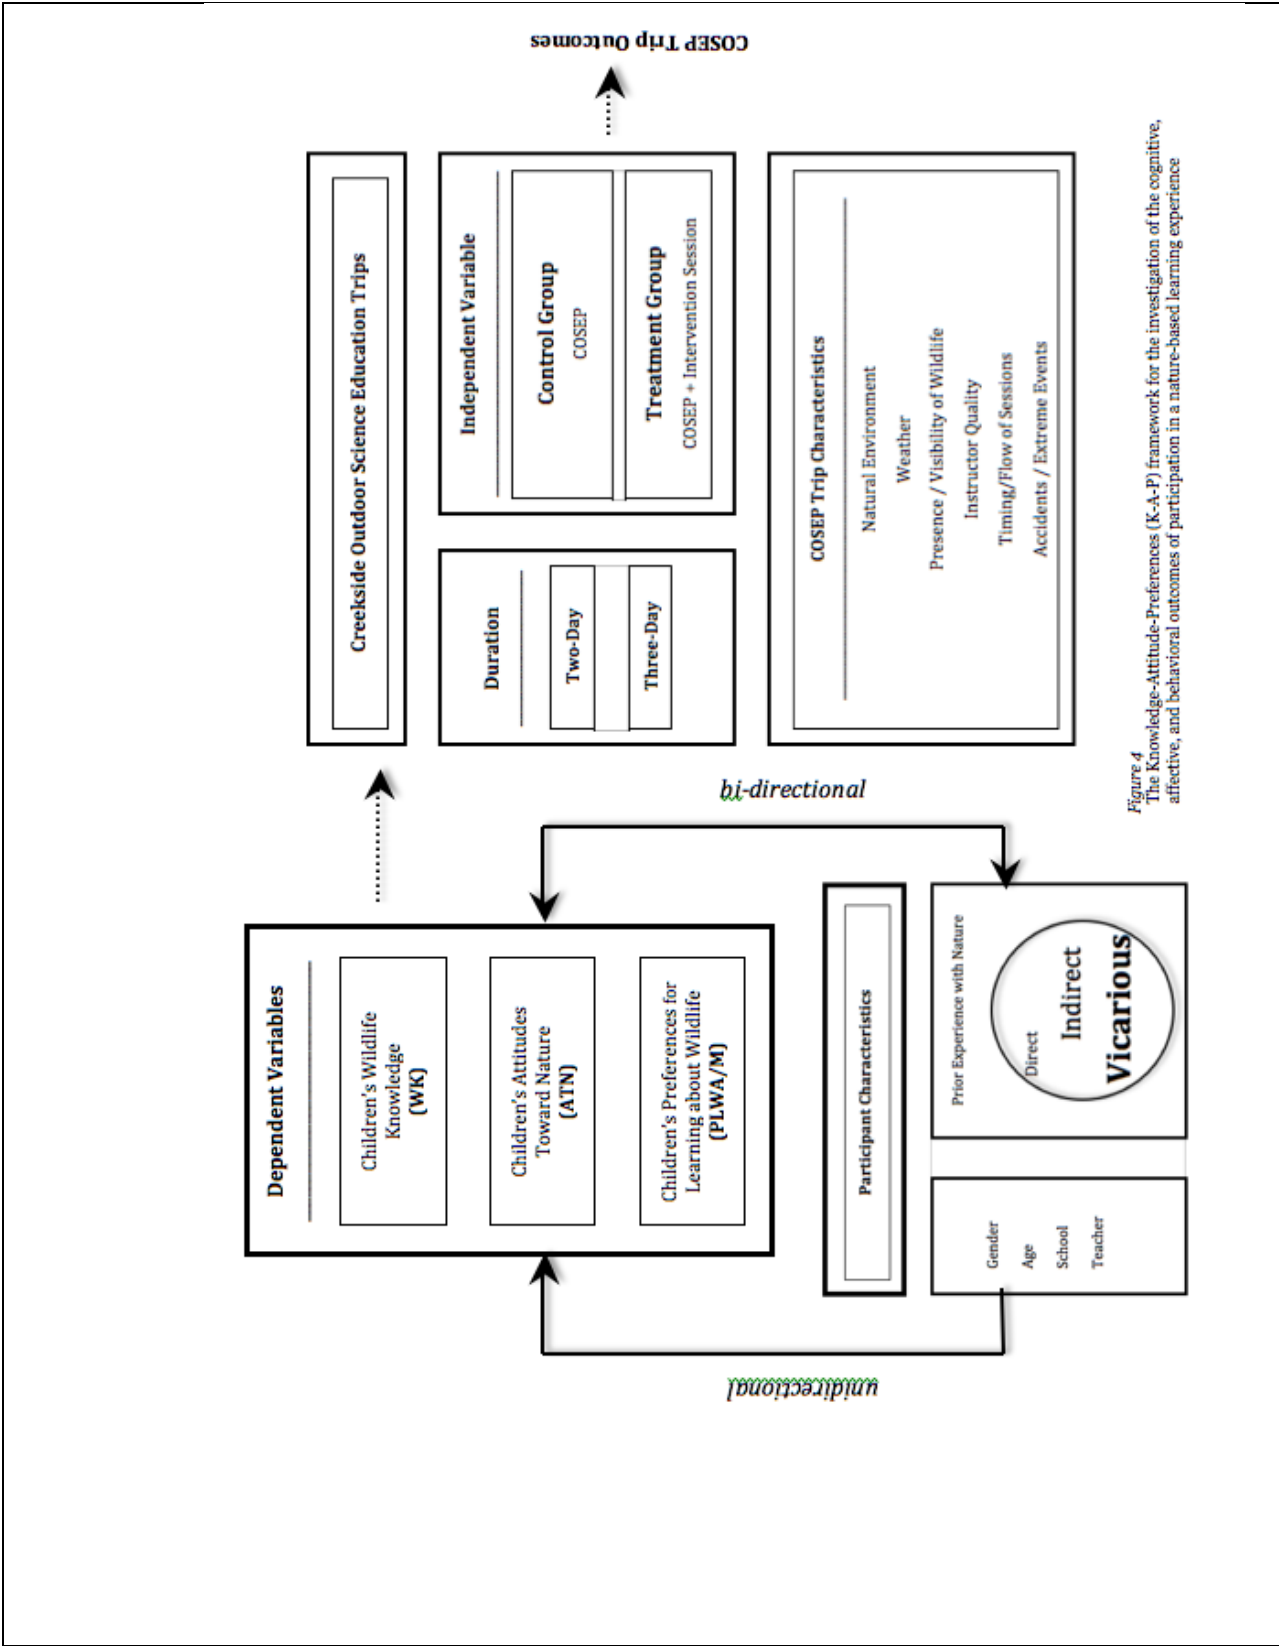 Dependent Variables
Children's Wildlife
Knowledge
(WK)
Children's Attitudes
Toward Nature
(ATN)
Children's Preferences for
Learning about Wildlife
(PLWA/M)
unidirectional
bi-directional
Participant Characteristics
Gender
Age
School
Teacher
Prior Experience with Nature
Direct
Indirect
Vicarious
Creekside Outdoor Science Education Trips
Duration
Two-Day
Three-Day
Independent Variable
Control Group
COSEP
Treatment Group
COSEP + Intervention Session
COSEP Trip Characteristics
Natural Environment
Weather
Presence / Visibility of Wildlife
Instructor Quality
Timing/Flow of Sessions
Accidents / Extreme Events
COSEP Trip Outcomes
Figure 4
The Knowledge-Attitude-Preferences (K-A-P) framework for the investigation of the cognitive,
affective, and behavioral outcomes of participation in a nature-based learning experience